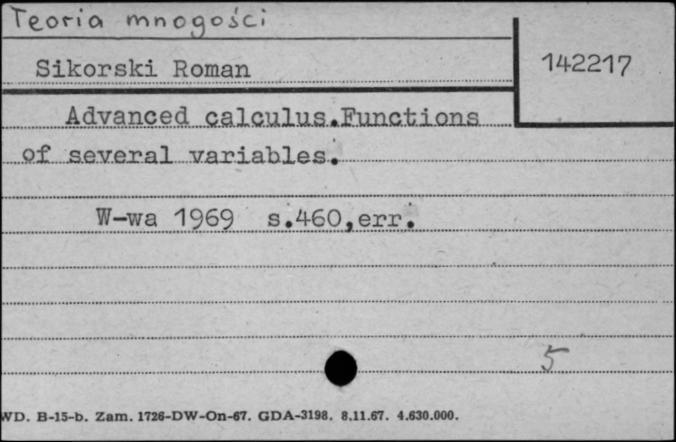 Teoria mnogości
Sikorski Roman
142217
Advanced calculus.Functions
of several variables.
W-wa 1969 s.460,err.
5
WD. B-15-b. Zam. 1726-DW-On-67. GDA-3198. 8.11.67. 4.630.000.